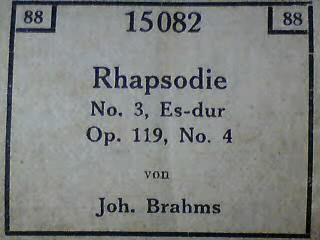 88 15082 88
Rhapsodie
No. 3, Es-dur
Op. 119, No. 4
von
Joh. Brahms